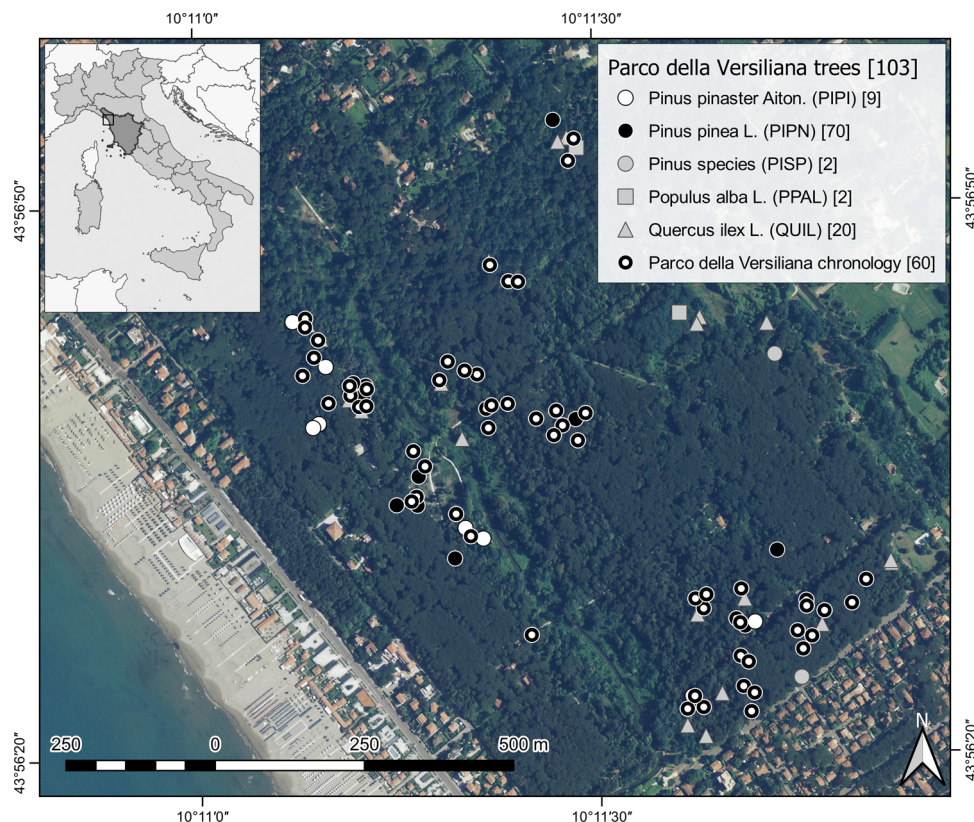 10°11′0″ 10°11′30″
Parco della Versiliana trees [103]
Pinus pinaster Aiton. (PIPI) [9]
Pinus pinea L. (PIPN) [70]
Pinus species (PISP) [2]
Populus alba L. (PPAL) [2]
Quercus ilex L. (QUIL) [20]
Parco della Versiliana chronology [60]
43°56′50″ 43°56′50″
43°56′20″ 43°56′20″
N
250 0 250 500 m
10°11′0″ 10°11′30″